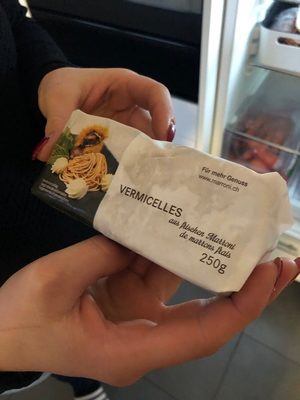 Für mehr Genuss
www.marroni.ch
VERMICELLES
aus frischen Marroni
de marrons frais
250g